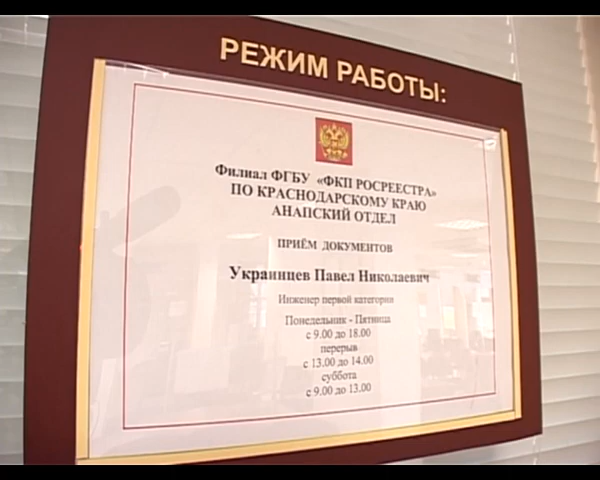 РЕЖИМ РАБОТЫ:
Филиал ФГБУ «ФКП РОСРЕЕСТРА»
ПО КРАСНОДАРСКОМУ КРАЮ
АНАПСКИЙ ОТДЕЛ
ПРИЁМ ДОКУМЕНТОВ
Украинцев Павел Николаевич
Инженер первой категории
Понедельник - Пятница
с 9.00 до 18.00
перерыв
с 13.00 до 14.00
суббота
с 9.00 до 13.00